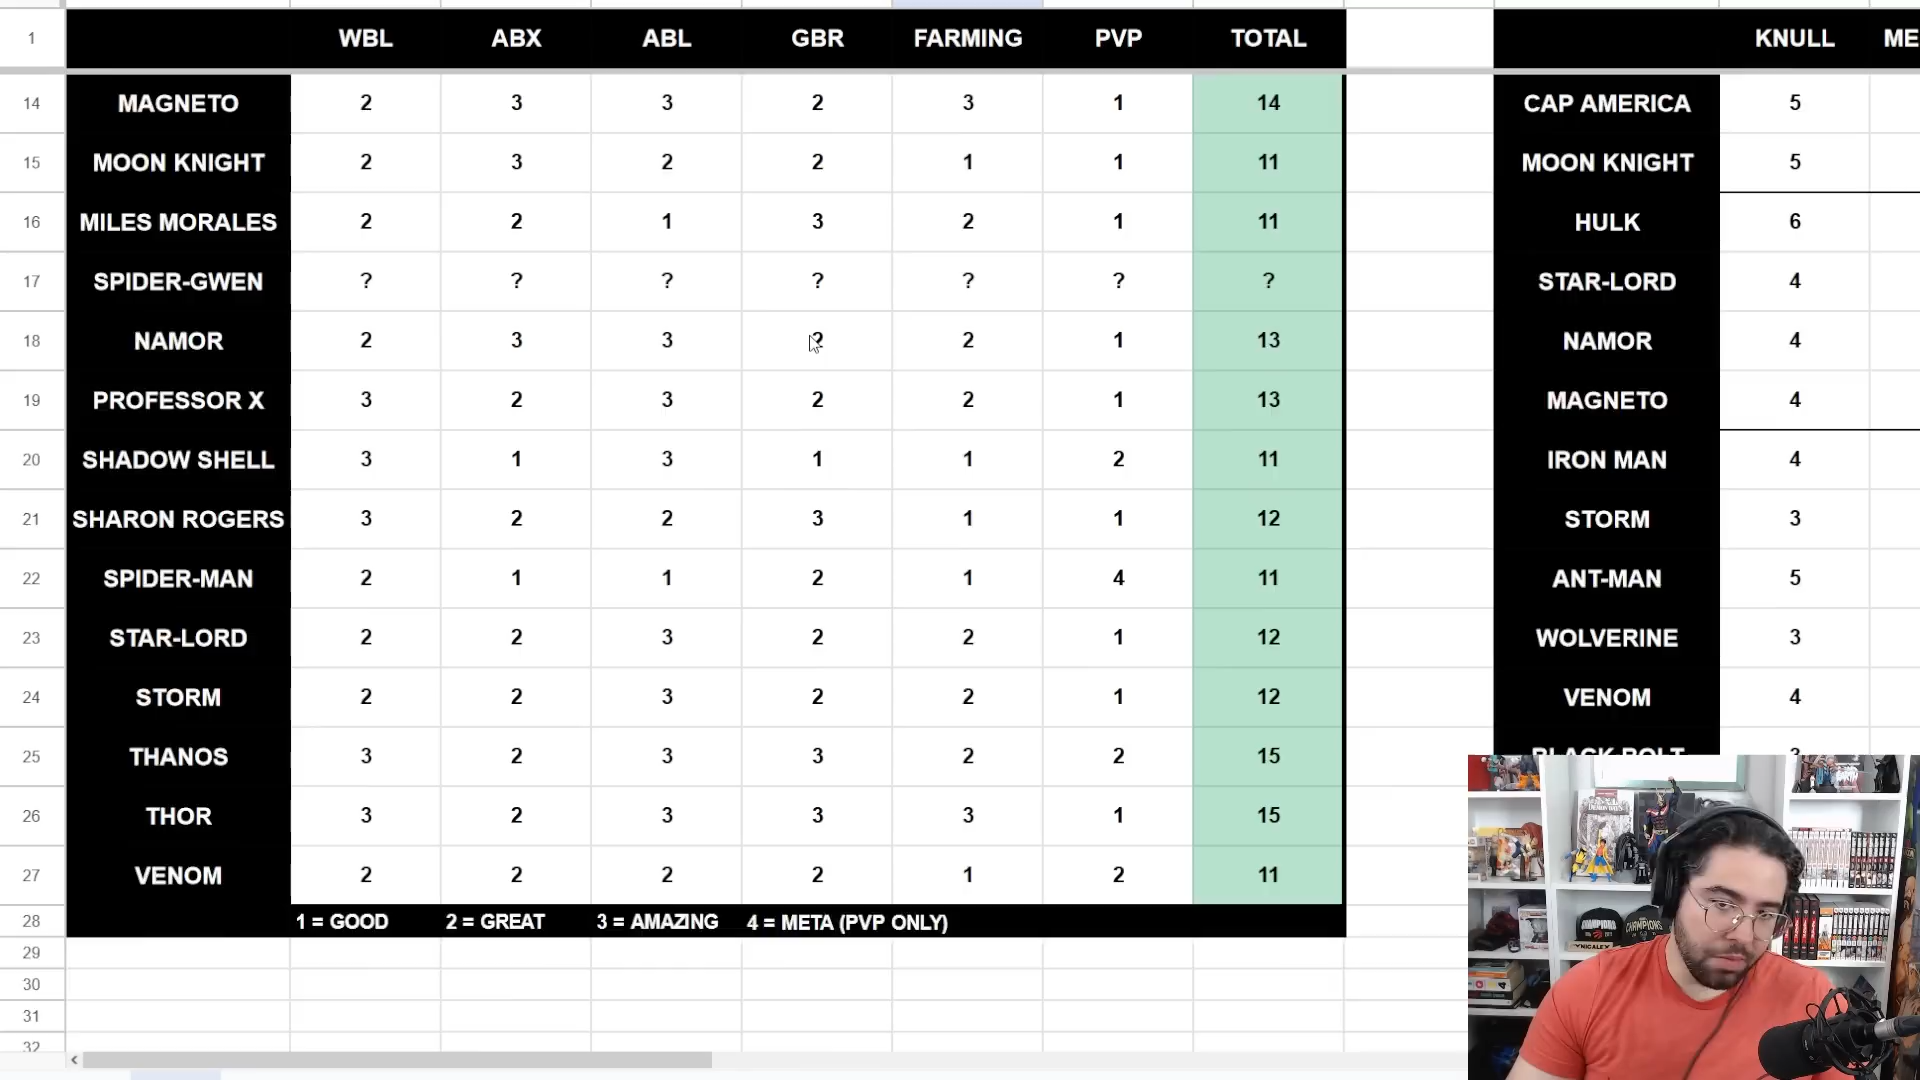 1 WBL ABX ABL GBR FARMING PVP TOTAL KNULL ME
14 MAGNETO 2 3 3 2 3 1 14 CAP AMERICA 5
15 MOON KNIGHT 2 3 2 2 1 1 11 MOON KNIGHT 5
16 MILES MORALES 2 2 1 3 2 1 11 HULK 6
17 SPIDER-GWEN ? ? ? ? ? ? ? STAR-LORD 4
18 NAMOR 2 3 3 2 2 1 13 NAMOR 4
19 PROFESSOR X 3 2 3 2 2 1 13 MAGNETO 4
20 SHADOW SHELL 3 1 3 1 1 2 11 IRON MAN 4
21 SHARON ROGERS 3 2 2 3 1 1 12 STORM 3
22 SPIDER-MAN 2 1 1 2 1 4 11 ANT-MAN 5
23 STAR-LORD 2 2 3 2 2 1 12 WOLVERINE 3
24 STORM 2 2 3 2 2 1 12 VENOM 4
25 THANOS 3 2 3 3 2 2 15 BLACK BOLT
26 THOR 3 2 3 3 3 1 15
27 VENOM 2 2 2 2 1 2 11
28 1 = GOOD 2 = GREAT 3 = AMAZING 4 = META (PVP ONLY)
29
30
31
32
CHAMPIONS